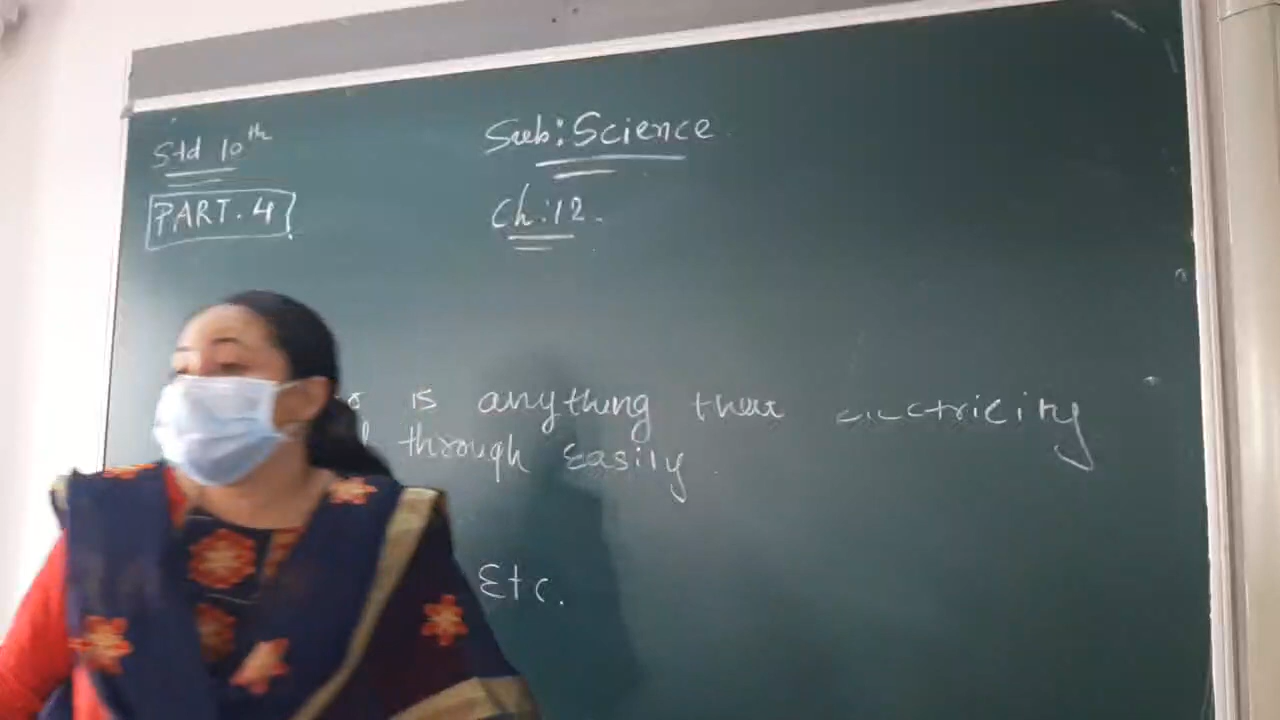 Std 10th
Sub: Science
PART. 4
Ch: 12.
is anything that electricity
through Easily.
Etc.